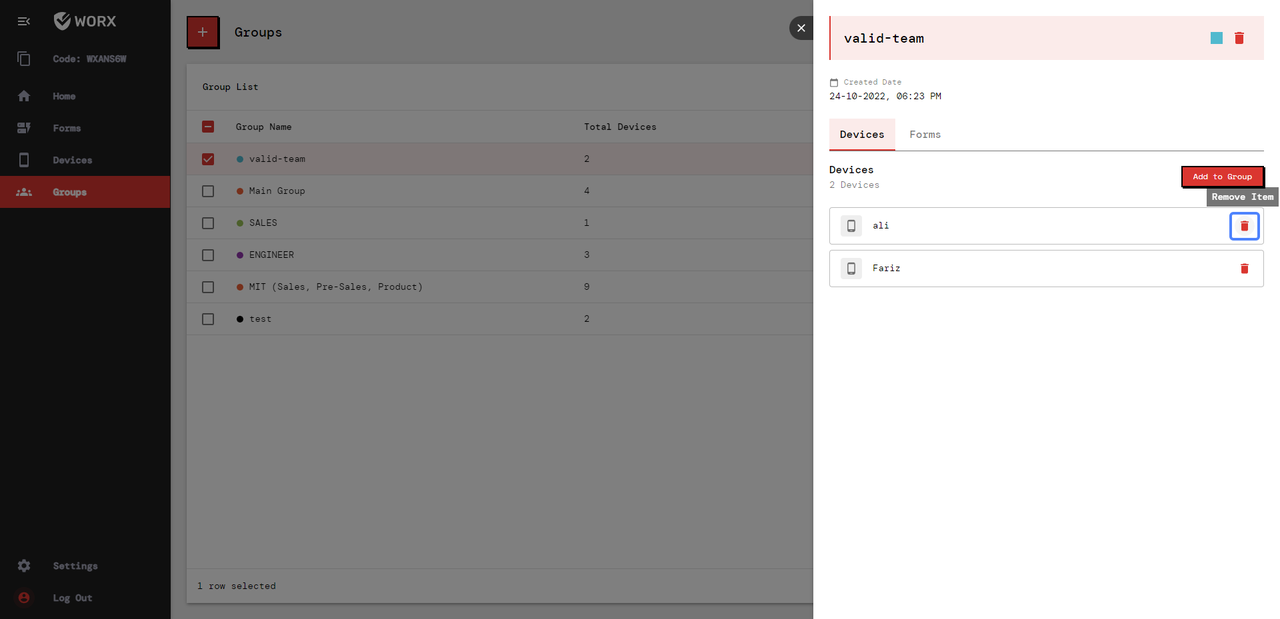 WORX
Code: WXANS6W
Home
Forms
Devices
Groups
Settings
Log Out
Groups
Group List
Group Name Total Devices
valid-team 2
Main Group 4
SALES 1
ENGINEER 3
MIT (Sales, Pre-Sales, Product) 9
test 2
1 row selected
valid-team
Created Date
24-10-2022, 06:23 PM
Devices Forms
Devices
2 Devices
Add to Group
Remove Item
ali
Fariz